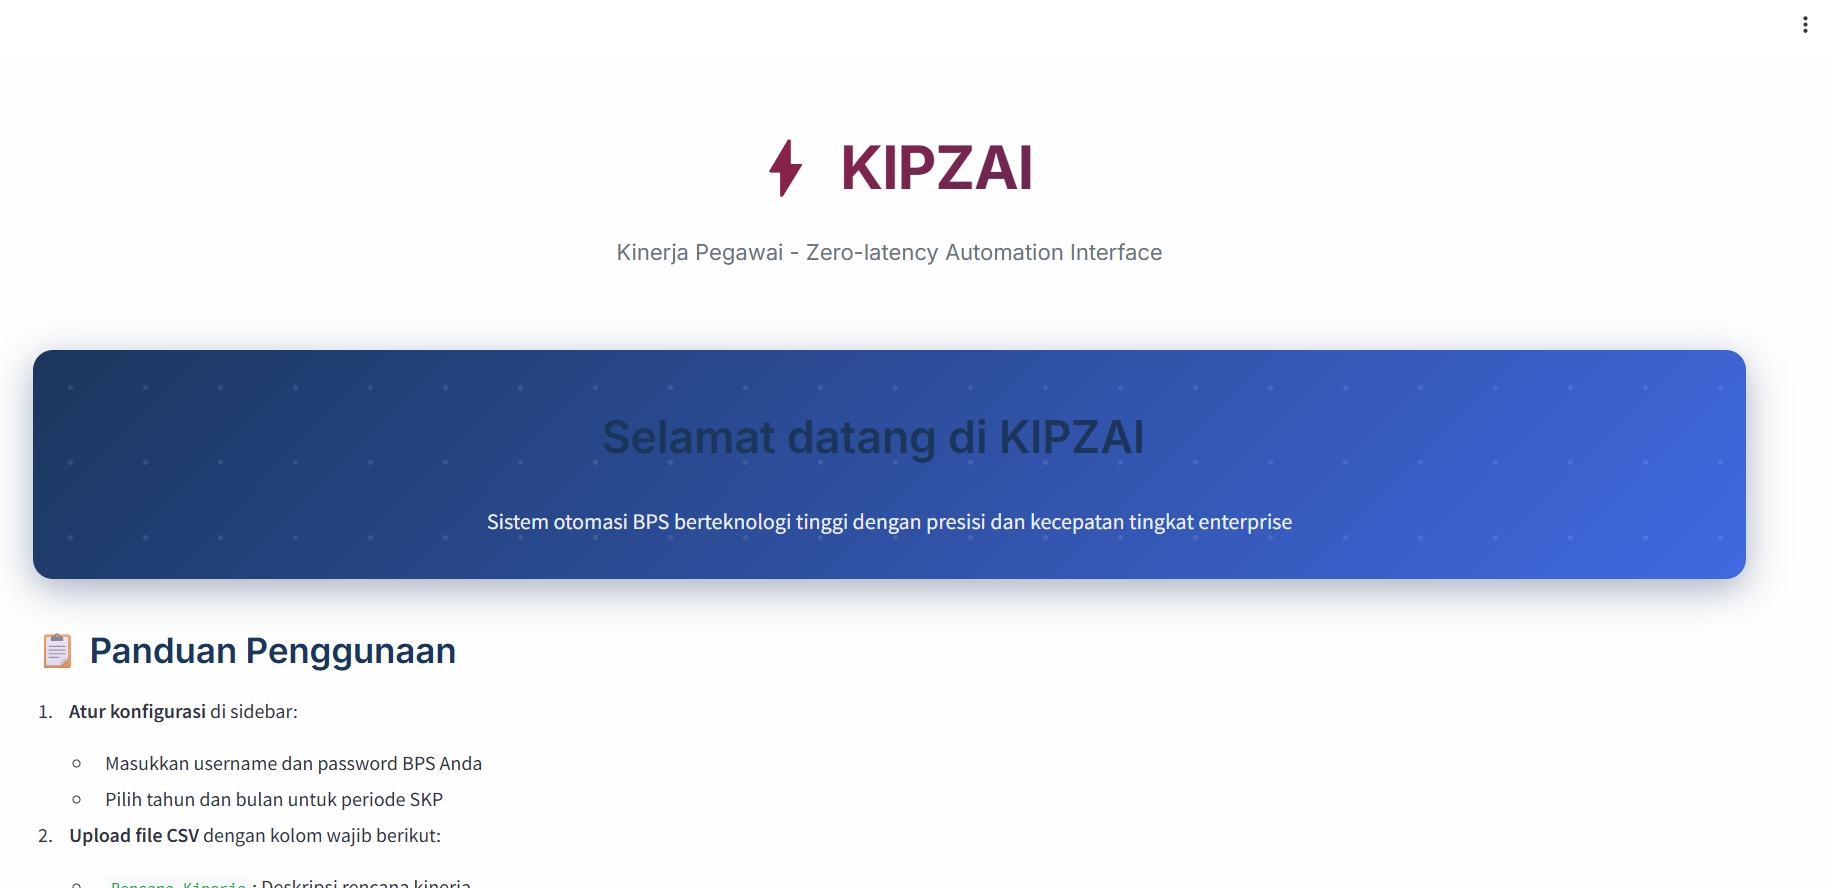 KIPZAI
Kinerja Pegawai - Zero-latency Automation Interface
Selamat datang di KIPZAI
Sistem otomasi BPS berteknologi tinggi dengan presisi dan kecepatan tingkat enterprise
Panduan Penggunaan
1. Atur konfigurasi di sidebar:
Masukkan username dan password BPS Anda
Pilih tahun dan bulan untuk periode SKP
2. Upload file CSV dengan kolom wajib berikut:
Rencana Kinerja : Deskripsi rencana kinerja